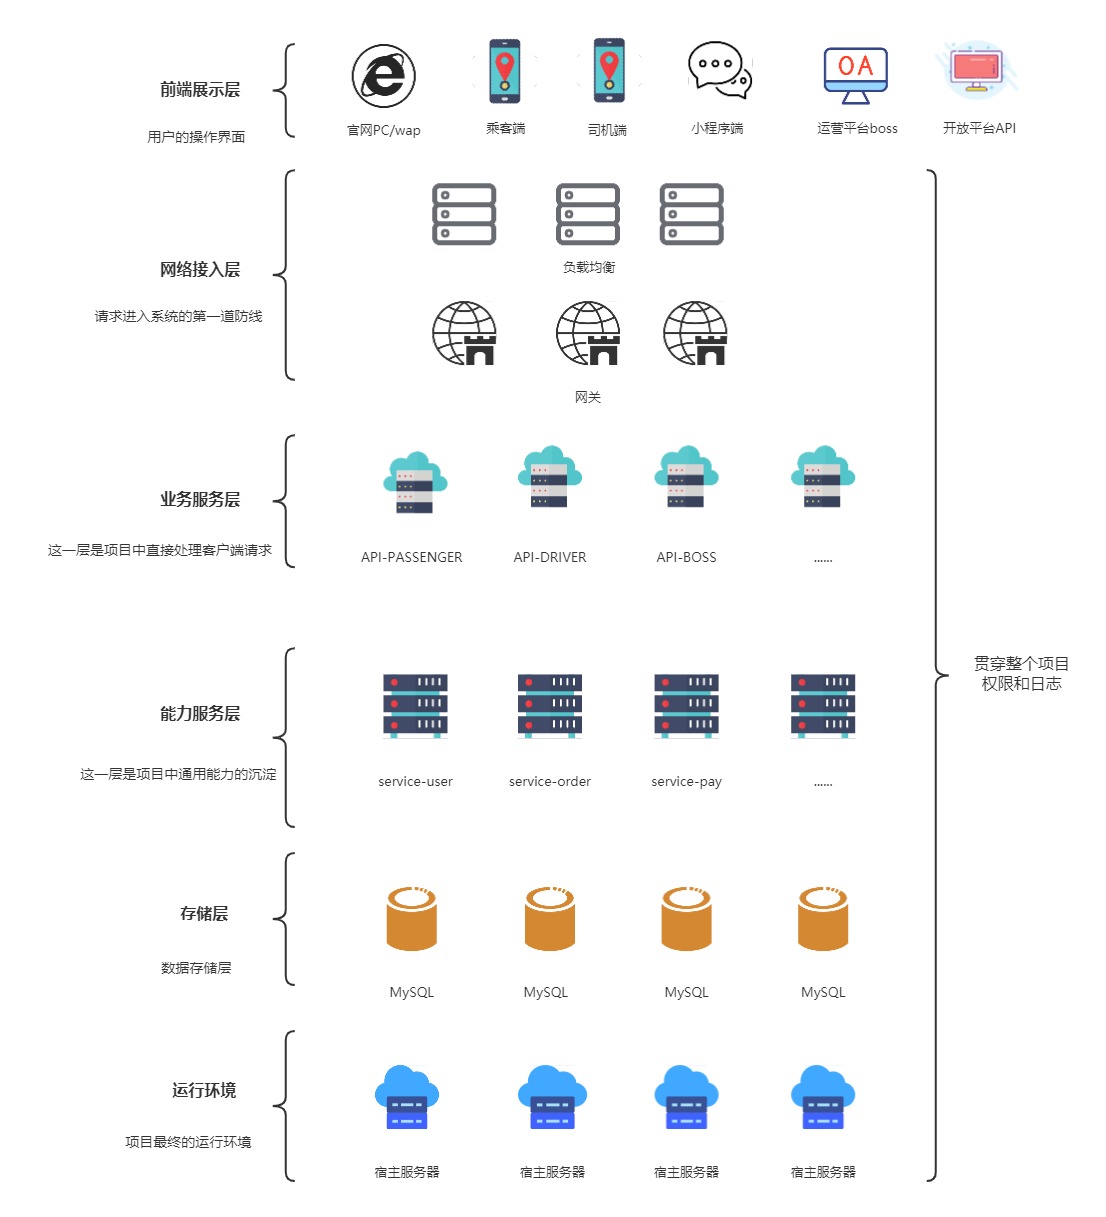 前端展示层
用户的操作界面
官网PC/wap
乘客端
司机端
小程序端
OA
运营平台boss
开放平台API
网络接入层
请求进入系统的第一道防线
负载均衡
网关
业务服务层
这一层是项目中直接处理客户端请求
API-PASSENGER
API-DRIVER
API-BOSS
......
能力服务层
这一层是项目中通用能力的沉淀
service-user
service-order
service-pay
......
存储层
数据存储层
MySQL
MySQL
MySQL
MySQL
运行环境
项目最终的运行环境
宿主服务器
宿主服务器
宿主服务器
宿主服务器
贯穿整个项目
权限和日志